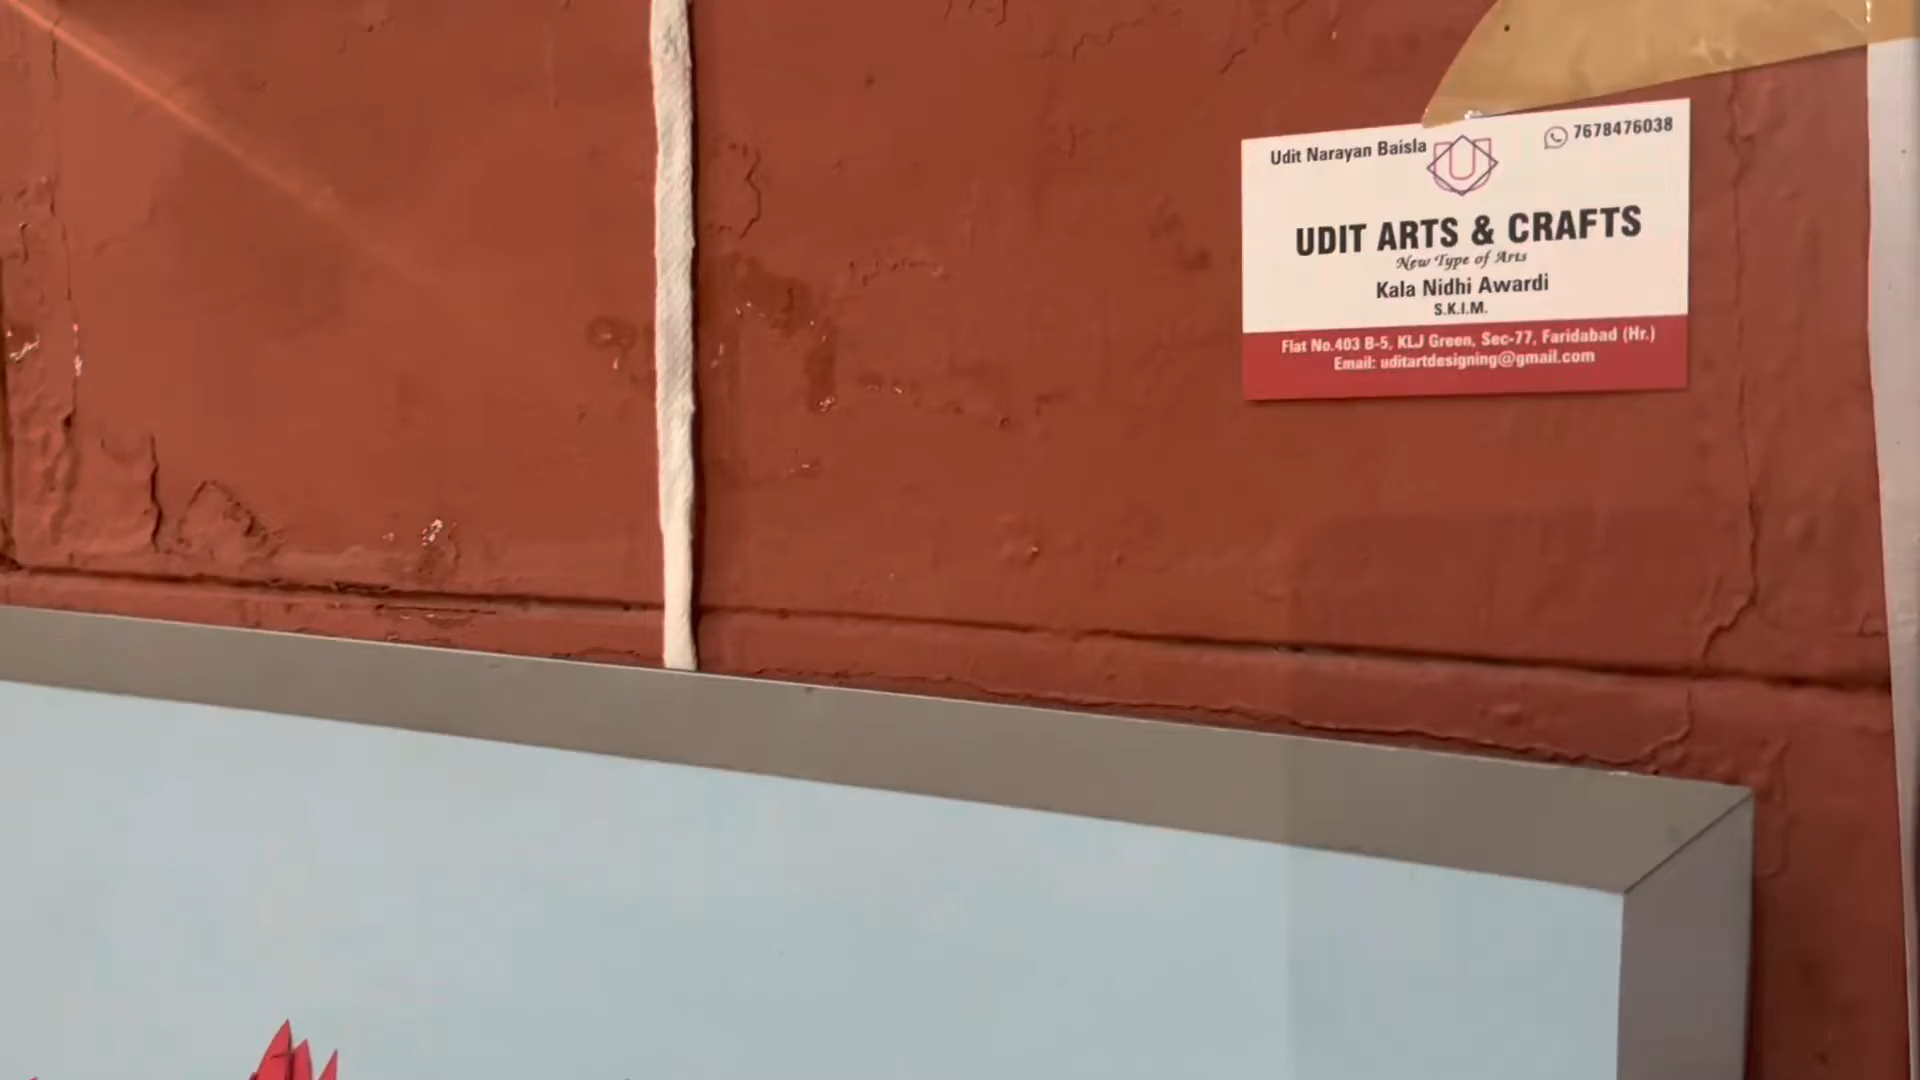 Udit Narayan Baisla
7678476038
U
UDIT ARTS & CRAFTS
New Type of Arts
Kala Nidhi Awardi
S.K.I.M.
Flat No.403 B-5, KLJ Green, Sec-77, Faridabad (Hr.)
Email: uditartdesigning@gmail.com